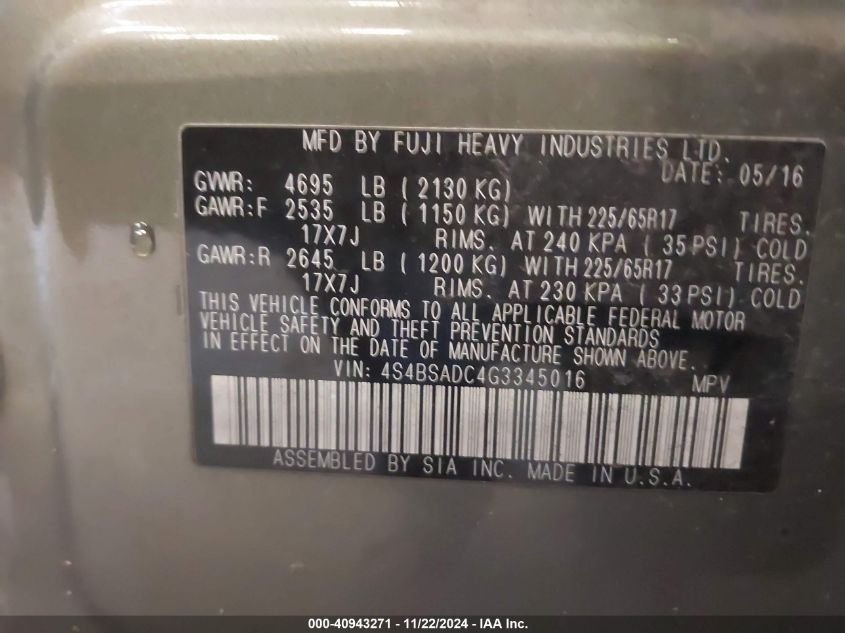 MFD BY FUJI HEAVY INDUSTRIES LTD.
DATE: 05/16
GVWR: 4695 LB ( 2130 KG)
GAWR:F 2535 LB ( 1150 KG) WITH 225/65R17 TIRES.
17X7J RIMS. AT 240 KPA ( 35 PSI) COLD
GAWR:R 2645 LB ( 1200 KG) WITH 225/65R17 TIRES.
17X7J RIMS. AT 230 KPA ( 33 PSI) COLD
THIS VEHICLE CONFORMS TO ALL APPLICABLE FEDERAL MOTOR
VEHICLE SAFETY AND THEFT PREVENTION STANDARDS
IN EFFECT ON THE DATE OF MANUFACTURE SHOWN ABOVE.
VIN: 4S4BSADC4G3345016 MPV
ASSEMBLED BY SIA INC. MADE IN U.S.A.
000-40943271 - 11/22/2024 - IAA Inc.